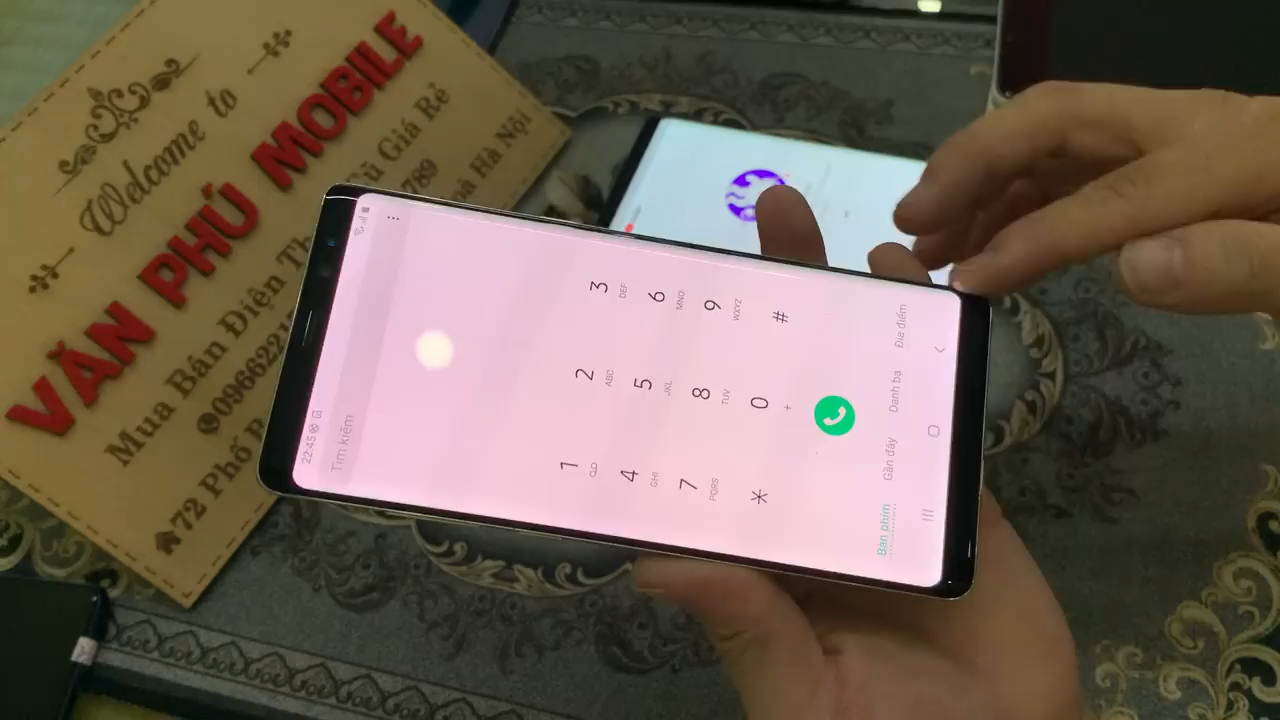 Welcome to
VĂN PHÚ MOBILE
Mua Bán Điện Th
Cũ Giá Rẻ
0966221
789
72 Phố
Hà Nội
22:45
Tìm kiếm
1
2 ABC
3 DEF
4 GHI
5 JKL
6 MNO
7 PQRS
8 TUV
9 WXYZ
*
0 +
#
Bàn phím
Gần đây
Danh bạ
Địa điểm